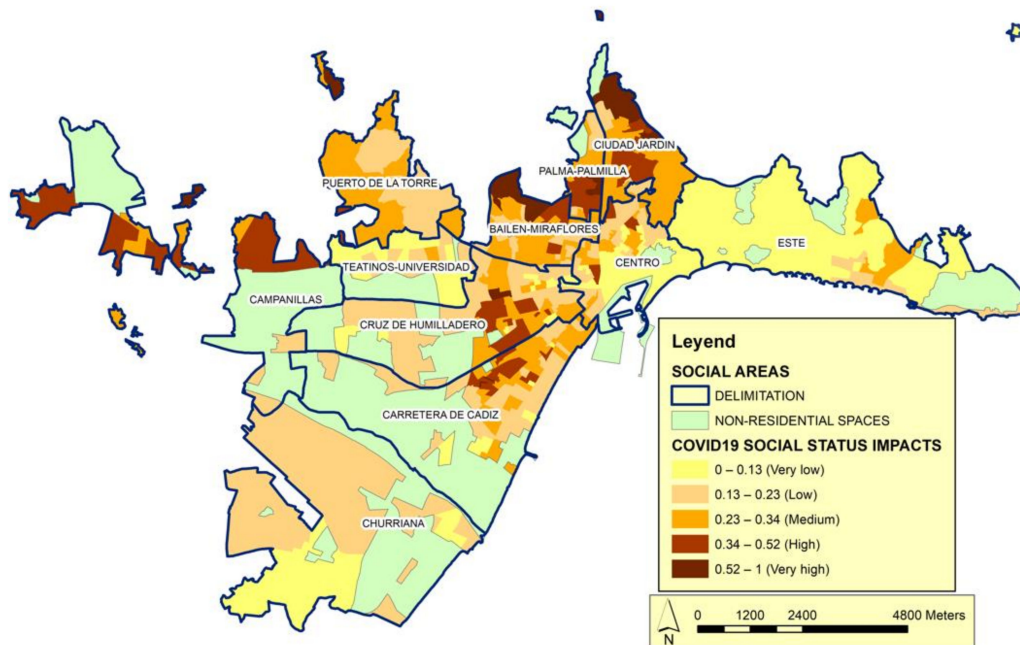 CIUDAD JARDIN
PALMA-PALMILLA
PUERTO DE LA TORRE
BAILEN-MIRAFLORES
ESTE
TEATINOS-UNIVERSIDAD
CENTRO
CAMPANILLAS
CRUZ DE HUMILLADERO
CARRETERA DE CADIZ
CHURRIANA
Leyend
SOCIAL AREAS
DELIMITATION
NON-RESIDENTIAL SPACES
COVID19 SOCIAL STATUS IMPACTS
0 – 0.13 (Very low)
0.13 – 0.23 (Low)
0.23 – 0.34 (Medium)
0.34 – 0.52 (High)
0.52 – 1 (Very high)
N
0 1200 2400 4800 Meters